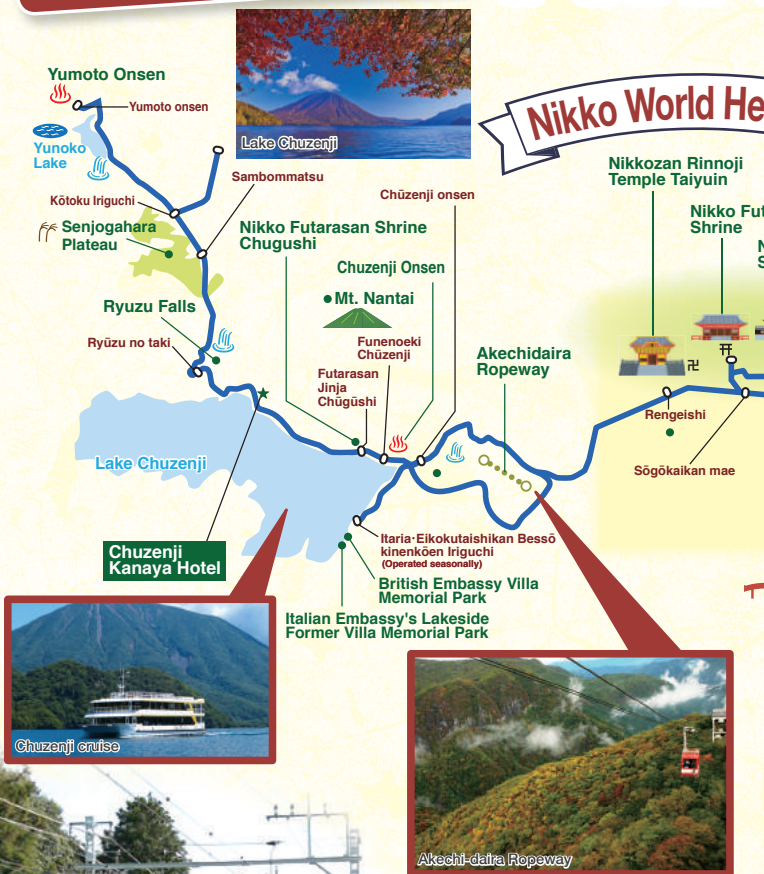 Lake Chuzenji
Nikko World He
Yumoto Onsen
Yumoto onsen
Yunoko
Lake
Sambommatsu
Kōtoku Iriguchi
Senjogahara
Plateau
Nikko Futarasan Shrine
Chugushi
Chūzenji onsen
Chuzenji Onsen
Nikkozan Rinnoji
Temple Taiyuin
Nikko Fut
Shrine
N
S
Mt. Nantai
Ryuzu Falls
Ryūzu no taki
Funenoeki
Chūzenji
Futarasan
Jinja
Chūgūshi
Akechidaira
Ropeway
卍
Rengeishi
Sōgōkaikan mae
Lake Chuzenji
Chuzenji
Kanaya Hotel
Itaria·Eikokutaishikan Bessō
kinenkōen Iriguchi
(Operated seasonally)
British Embassy Villa
Memorial Park
Italian Embassy's Lakeside
Former Villa Memorial Park
Chuzenji cruise
Akechi-daira Ropeway